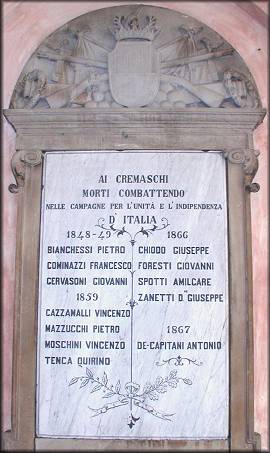 AI CREMASCHI
MORTI COMBATTENDO
NELLE CAMPAGNE PER L'UNITÀ E L'INDIPENDENZA
D'ITALIA
1848-49
BIANCHESSI PIETRO
COMINAZZI FRANCESCO
CERVASONI GIOVANNI
1859
CAZZAMALLI VINCENZO
MAZZUCCHI PIETRO
MOSCHINI VINCENZO
TENCA QUIRINO
1866
CHIODO GIUSEPPE
FORESTI GIOVANNI
SPOTTI AMILCARE
ZANETTI D.R GIUSEPPE
1867
DE-CAPITANI ANTONIO